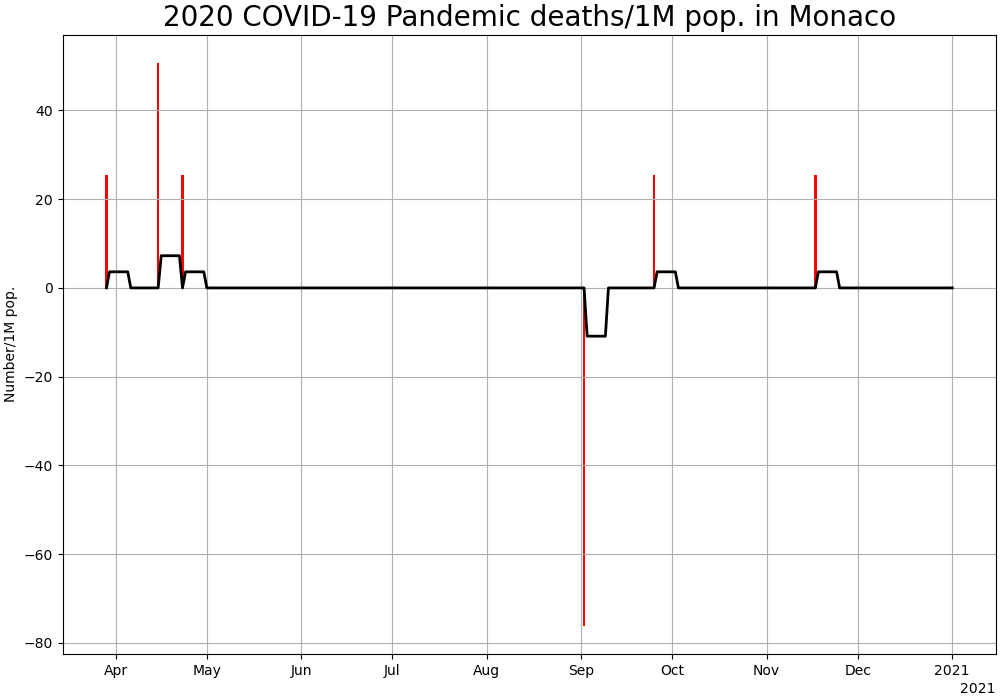 2020 COVID-19 Pandemic deaths/1M pop. in Monaco
Number/1M pop.
40
20
0
−20
−40
−60
−80
Apr May Jun Jul Aug Sep Oct Nov Dec 2021
2021